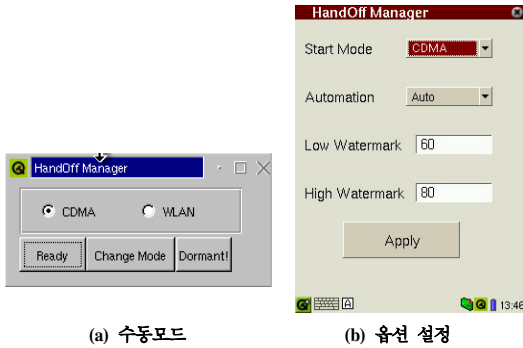 HandOff Manager
CDMA WLAN
Ready Change Mode Dormant!
(a) 수동모드
HandOff Manager
Start Mode CDMA
Automation Auto
Low Watermark 60
High Watermark 80
Apply
A 13:46
(b) 옵션 설정